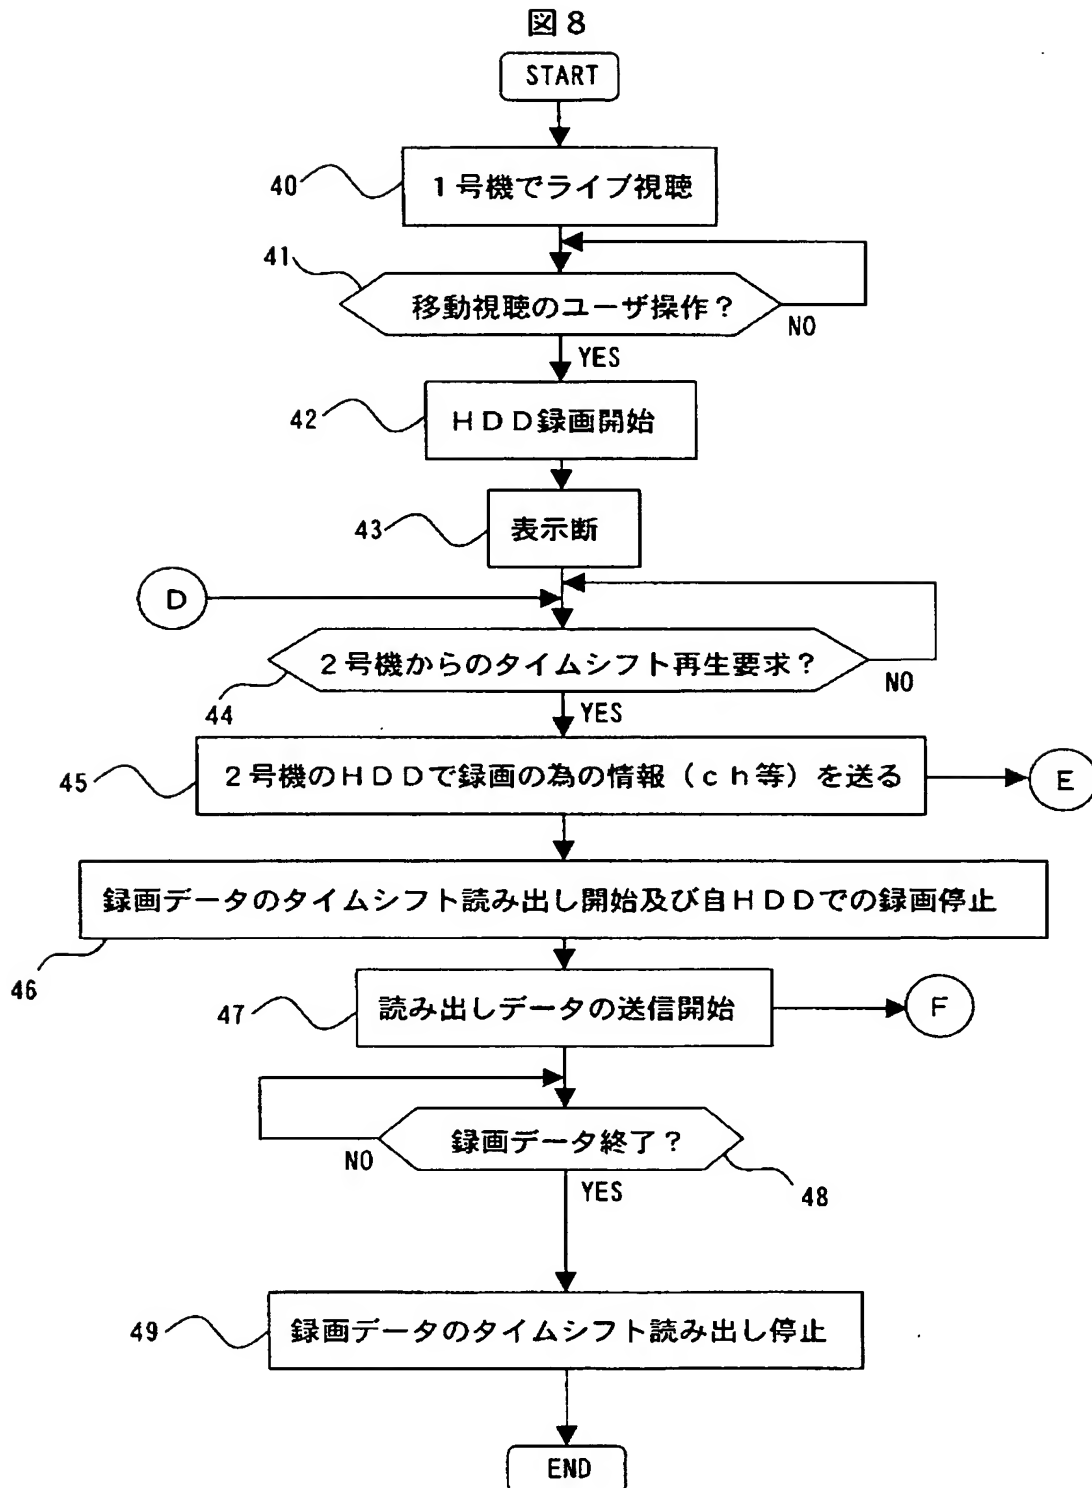 図8
START
40
1号機でライブ視聴
41
移動視聴のユーザ操作?
NO
YES
42
HDD録画開始
43
表示断
D
2号機からのタイムシフト再生要求?
NO
44
YES
45
2号機のHDDで録画の為の情報(ch等)を送る
E
録画データのタイムシフト読み出し開始及び自HDDでの録画停止
46
47
読み出しデータの送信開始
F
録画データ終了?
NO
48
YES
49
録画データのタイムシフト読み出し停止
END